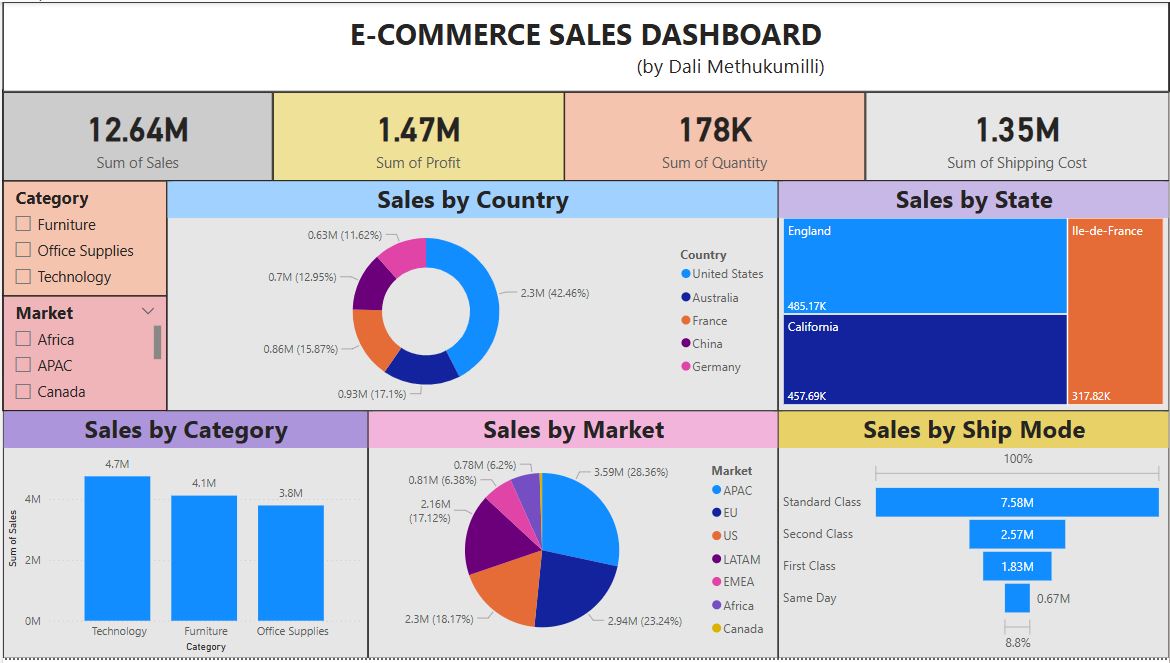 E-COMMERCE SALES DASHBOARD
(by Dali Methukumilli)
12.64M
Sum of Sales
1.47M
Sum of Profit
178K
Sum of Quantity
1.35M
Sum of Shipping Cost
Category
Furniture
Office Supplies
Technology
Market
Africa
APAC
Canada
Sales by Country
0.63M (11.62%)
0.7M (12.95%)
2.3M (42.46%)
0.86M (15.87%)
0.93M (17.1%)
Country
United States
Australia
France
China
Germany
Sales by State
England
485.17K
California
457.69K
Ile-de-France
317.82K
Sales by Category
Sum of Sales
4M
2M
0M
4.7M
4.1M
3.8M
Technology
Furniture
Office Supplies
Category
Sales by Market
0.78M (6.2%)
0.81M (6.38%)
2.16M
(17.12%)
3.59M (28.36%)
2.3M (18.17%)
2.94M (23.24%)
Market
APAC
EU
US
LATAM
EMEA
Africa
Canada
Sales by Ship Mode
100%
Standard Class
7.58M
Second Class
2.57M
First Class
1.83M
Same Day
0.67M
8.8%